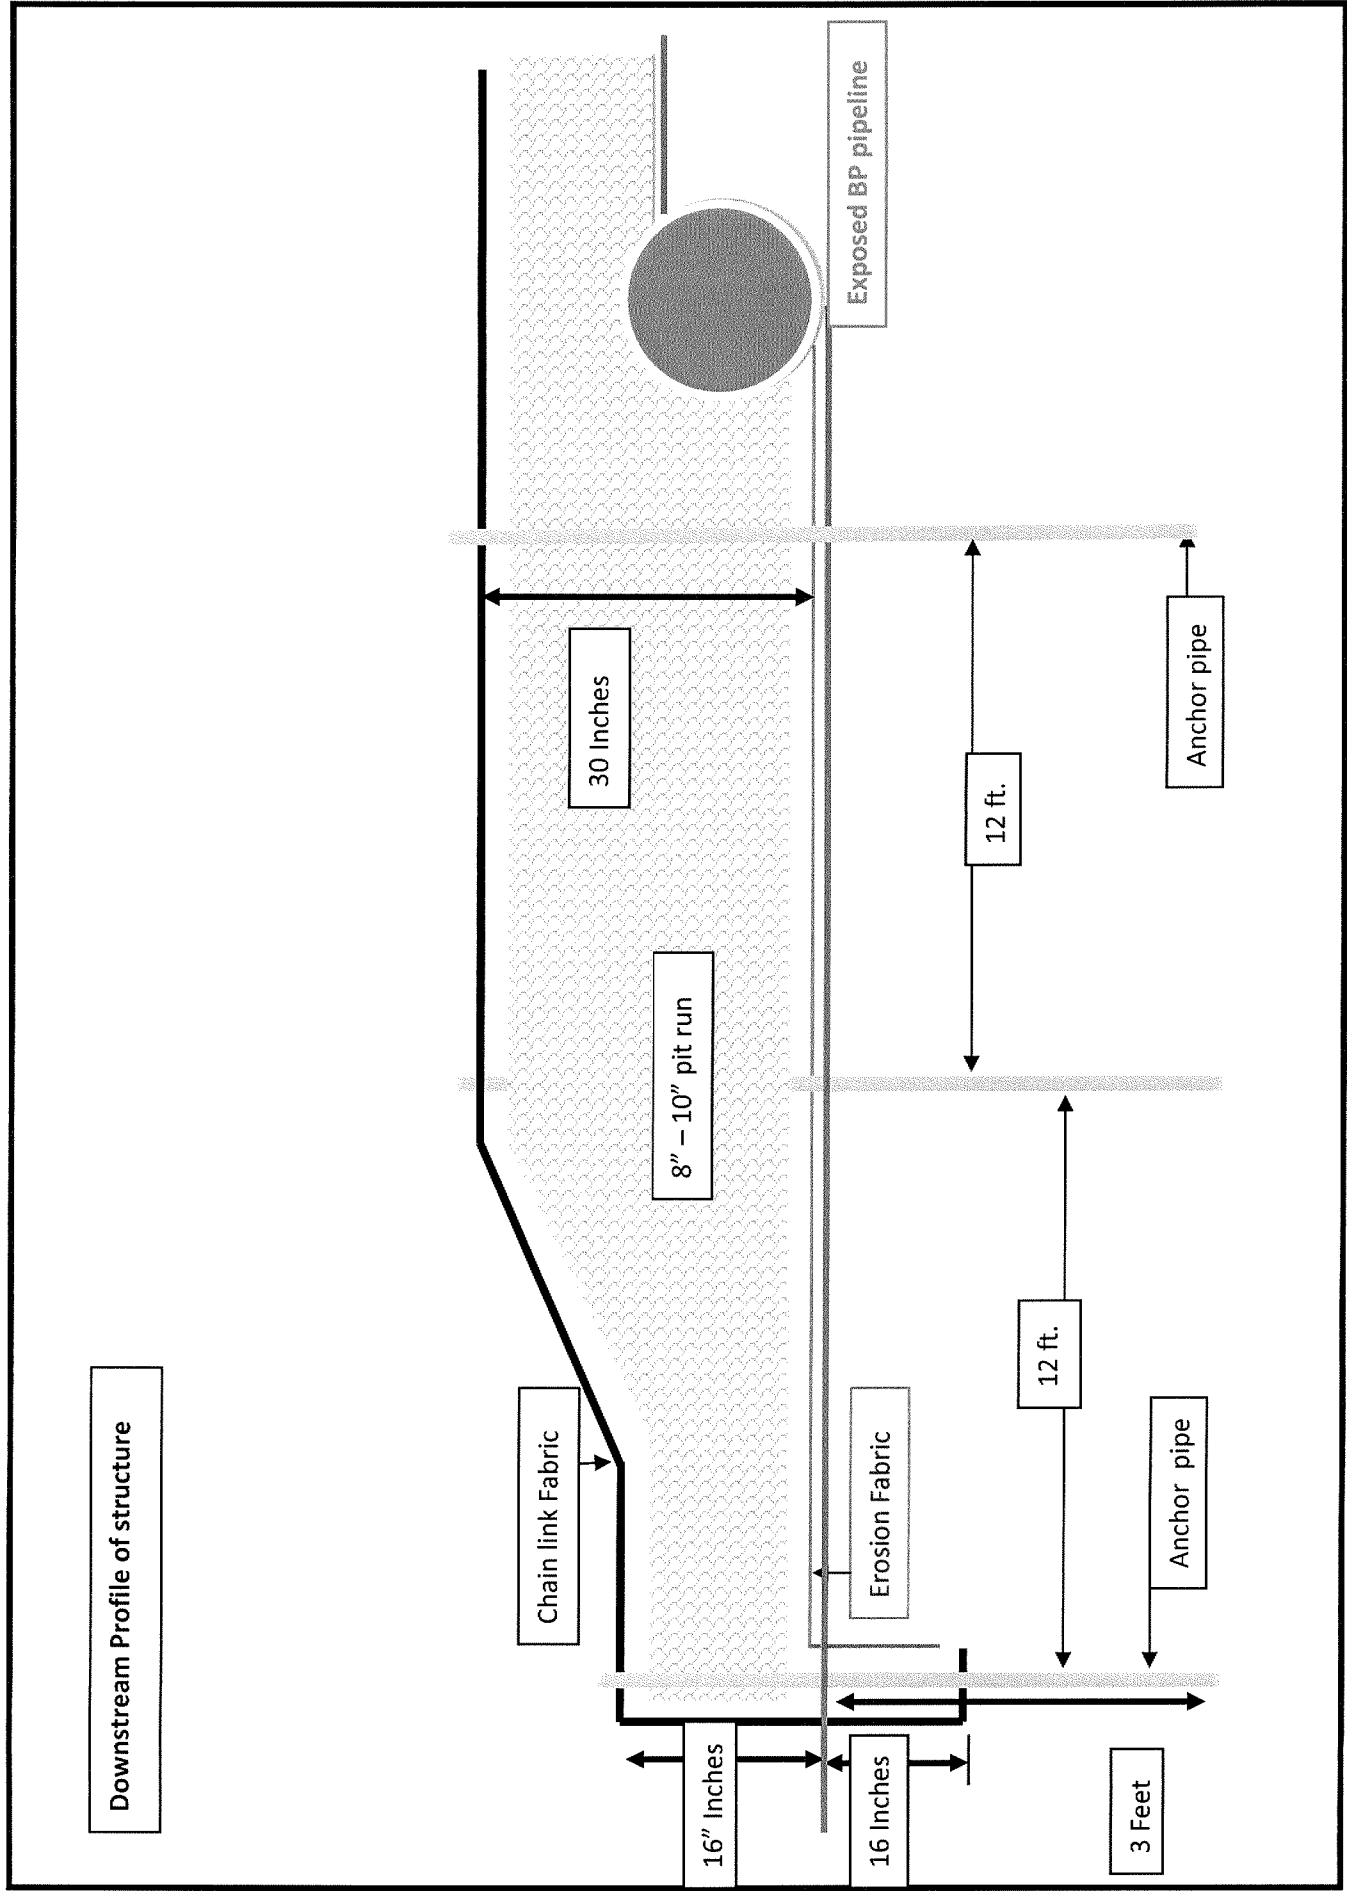 Downstream Profile of structure
Chain link Fabric
30 Inches
Exposed BP pipeline
8” – 10” pit run
16” Inches
16 Inches
Erosion Fabric
12 ft.
12 ft.
3 Feet
Anchor pipe
Anchor pipe